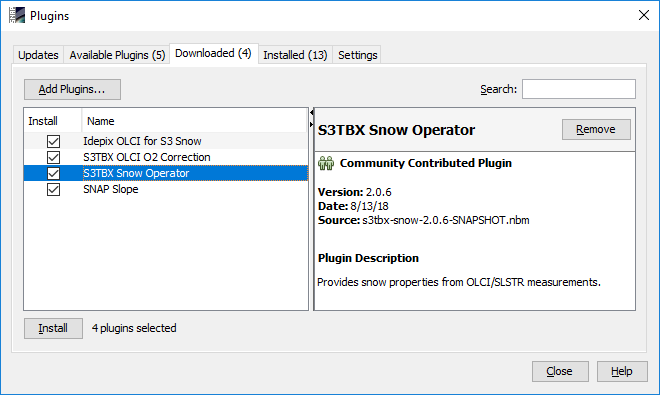 Plugins
Updates Available Plugins (5) Downloaded (4) Installed (13) Settings
Add Plugins... Search:
Install Name
Idepix OLCI for S3 Snow
S3TBX OLCI O2 Correction
S3TBX Snow Operator
SNAP Slope
S3TBX Snow Operator Remove
Community Contributed Plugin
Version: 2.0.6
Date: 8/13/18
Source: s3tbx-snow-2.0.6-SNAPSHOT.nbm
Plugin Description
Provides snow properties from OLCI/SLSTR measurements.
Install 4 plugins selected
Close Help